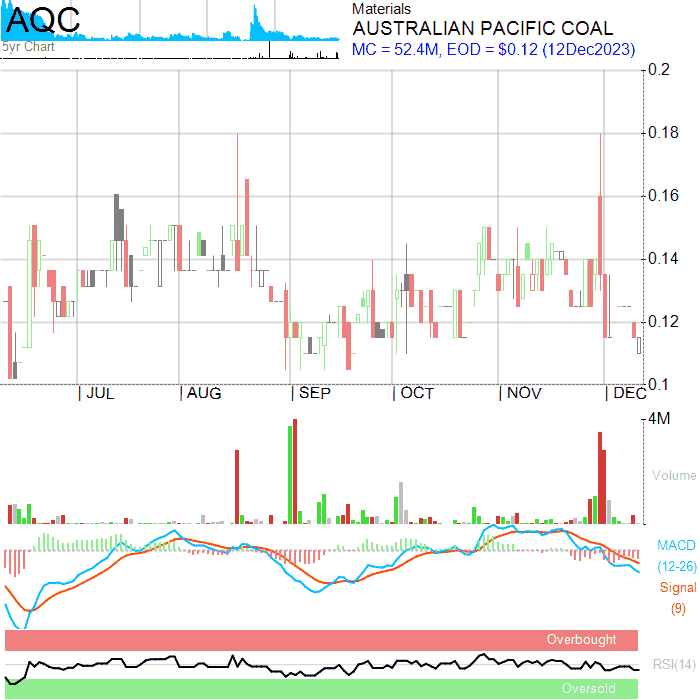 AQC
5yr Chart
Materials
AUSTRALIAN PACIFIC COAL
MC = 52.4M, EOD = $0.12 (12Dec2023)
0.2
0.18
0.16
0.14
0.12
0.1
JUL AUG SEP OCT NOV DEC
4M
Volume
MACD
(12-26)
Signal
(9)
Overbought
RSI(14)
Oversold